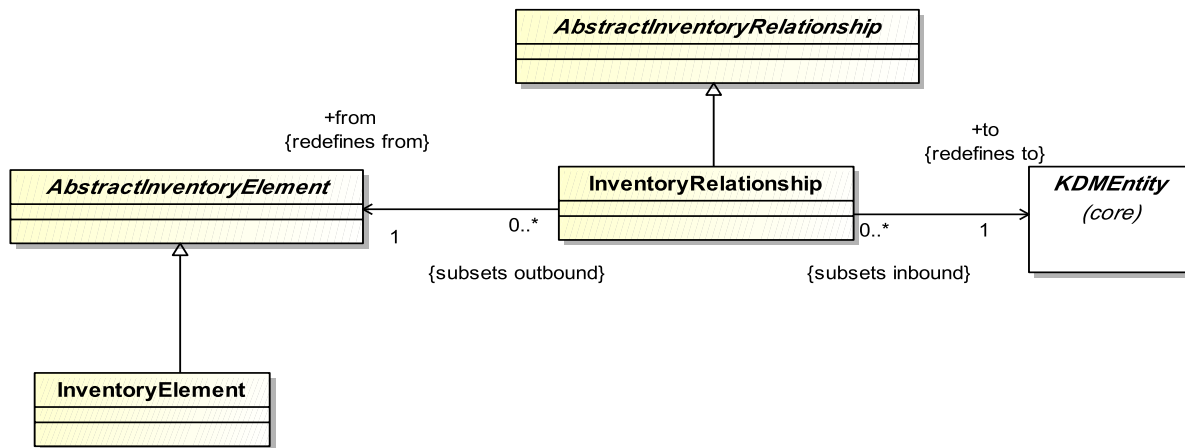 AbstractInventoryRelationship
+from
{redefines from}
+to
{redefines to}
AbstractInventoryElement
InventoryRelationship
KDMEntity
(core)
1
0..*
0..*
1
{subsets outbound}
{subsets inbound}
InventoryElement